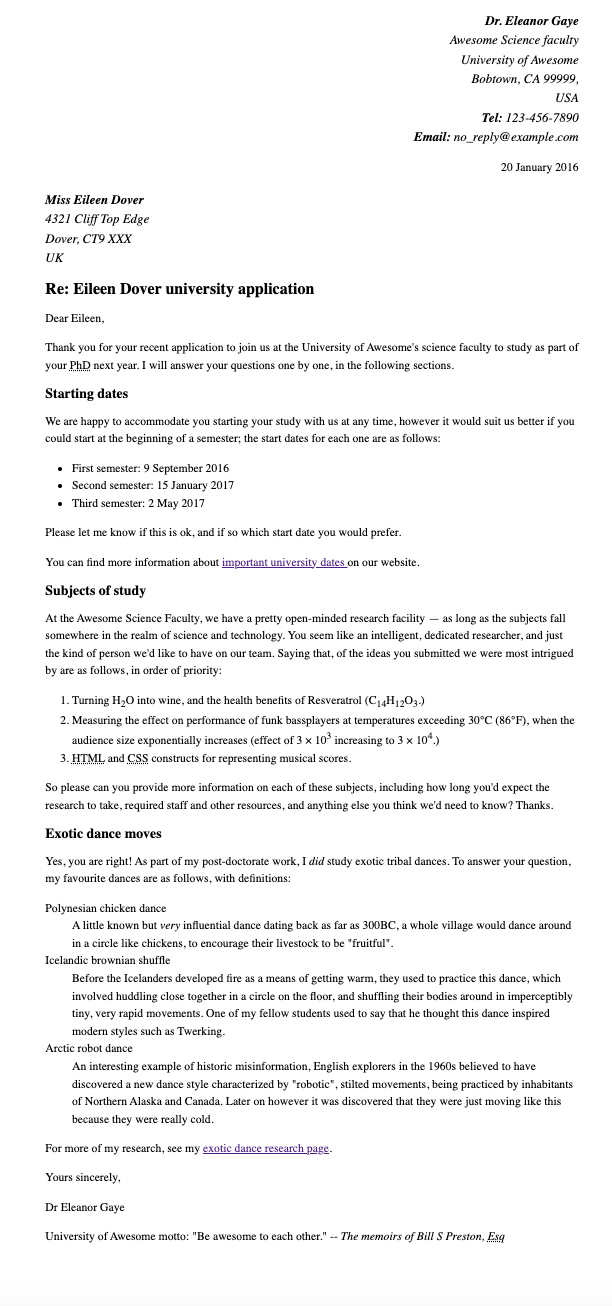 Dr. Eleanor Gaye
Awesome Science faculty
University of Awesome
Bobtown, CA 99999,
USA
Tel: 123-456-7890
Email: no_reply@example.com
20 January 2016
Miss Eileen Dover
4321 Cliff Top Edge
Dover, CT9 XXX
UK
Re: Eileen Dover university application
Dear Eileen,
Thank you for your recent application to join us at the University of Awesome's science faculty to study as part of
your PhD next year. I will answer your questions one by one, in the following sections.
Starting dates
We are happy to accommodate you starting your study with us at any time, however it would suit us better if you
could start at the beginning of a semester; the start dates for each one are as follows:
• First semester: 9 September 2016
• Second semester: 15 January 2017
• Third semester: 2 May 2017
Please let me know if this is ok, and if so which start date you would prefer.
You can find more information about important university dates on our website.
Subjects of study
At the Awesome Science Faculty, we have a pretty open-minded research facility — as long as the subjects fall
somewhere in the realm of science and technology. You seem like an intelligent, dedicated researcher, and just
the kind of person we'd like to have on our team. Saying that, of the ideas you submitted we were most intrigued
by are as follows, in order of priority:
1. Turning H₂O into wine, and the health benefits of Resveratrol (C₁₄H₁₂O₃.)
2. Measuring the effect on performance of funk bassplayers at temperatures exceeding 30°C (86°F), when the
audience size exponentially increases (effect of 3 × 10³ increasing to 3 × 10⁴.)
3. HTML and CSS constructs for representing musical scores.
So please can you provide more information on each of these subjects, including how long you'd expect the
research to take, required staff and other resources, and anything else you think we'd need to know? Thanks.
Exotic dance moves
Yes, you are right! As part of my post-doctorate work, I did study exotic tribal dances. To answer your question,
my favourite dances are as follows, with definitions:
Polynesian chicken dance
A little known but very influential dance dating back as far as 300BC, a whole village would dance around
in a circle like chickens, to encourage their livestock to be "fruitful".
Icelandic brownian shuffle
Before the Icelanders developed fire as a means of getting warm, they used to practice this dance, which
involved huddling close together in a circle on the floor, and shuffling their bodies around in imperceptibly
tiny, very rapid movements. One of my fellow students used to say that he thought this dance inspired
modern styles such as Twerking.
Arctic robot dance
An interesting example of historic misinformation, English explorers in the 1960s believed to have
discovered a new dance style characterized by "robotic", stilted movements, being practiced by inhabitants
of Northern Alaska and Canada. Later on however it was discovered that they were just moving like this
because they were really cold.
For more of my research, see my exotic dance research page.
Yours sincerely,
Dr Eleanor Gaye
University of Awesome motto: "Be awesome to each other." -- The memoirs of Bill S Preston, Esq